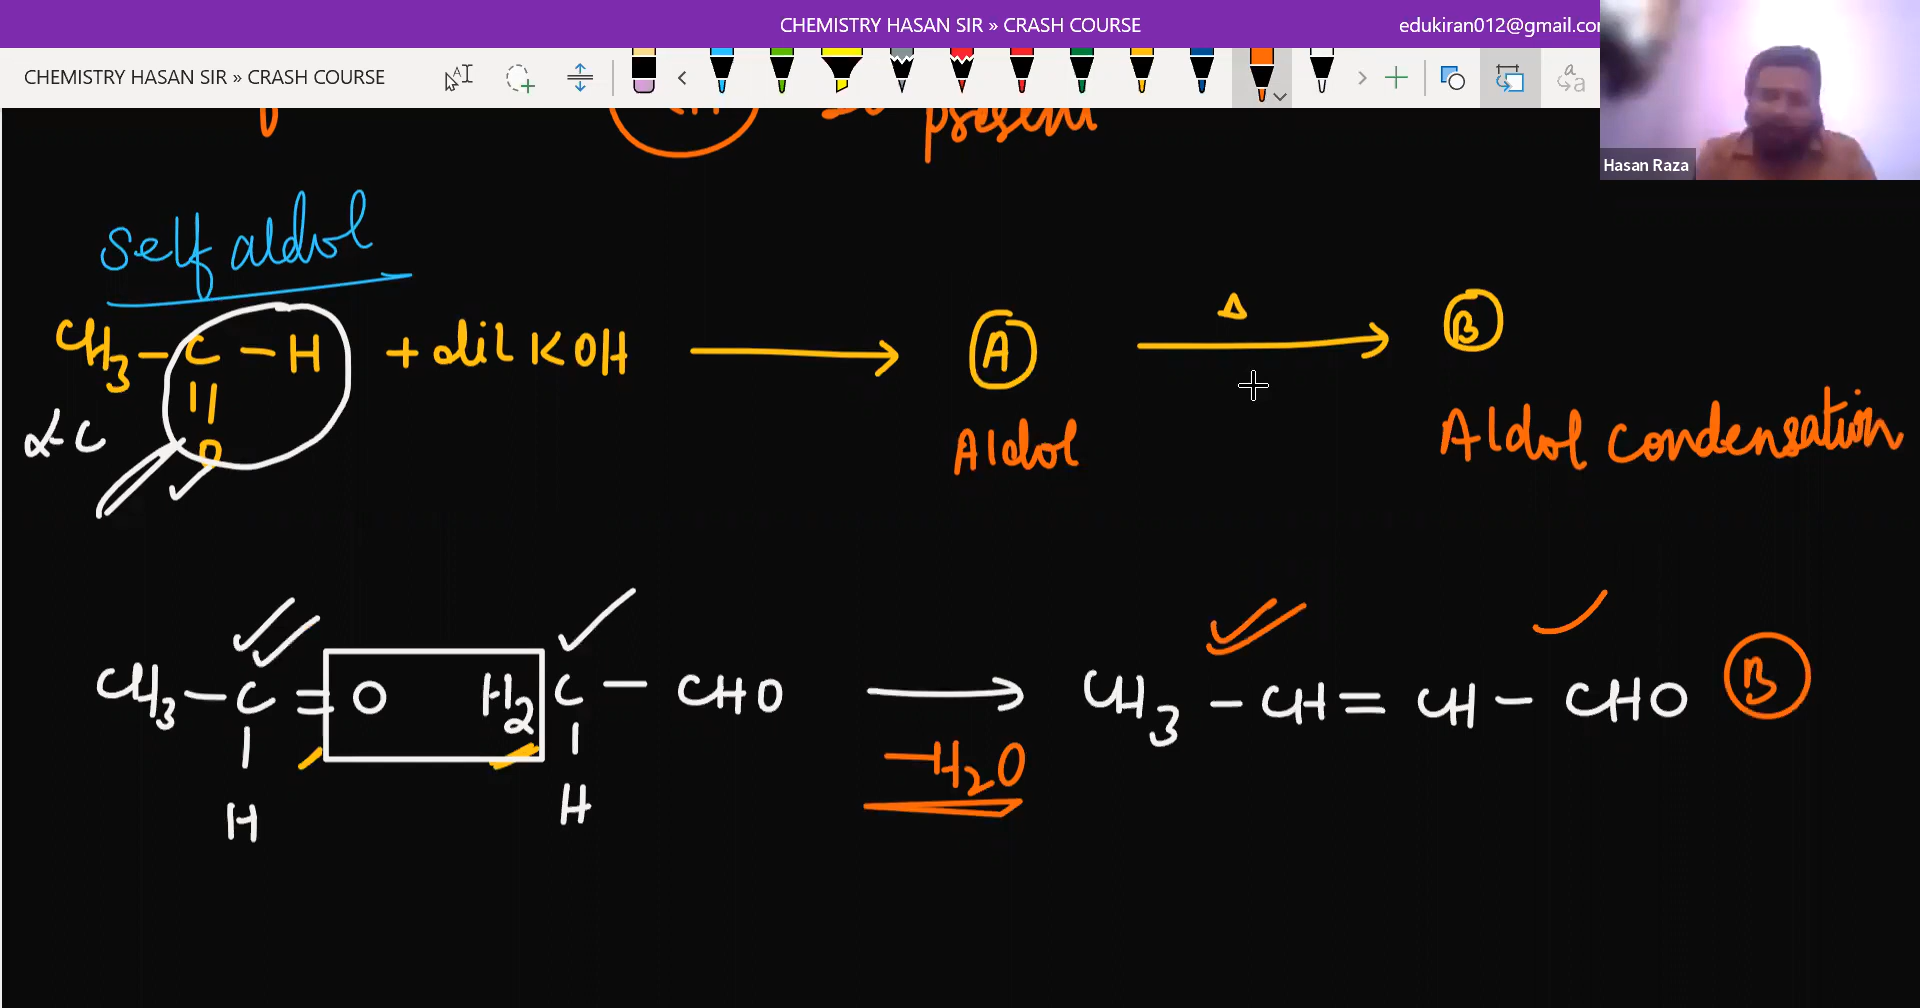 CHEMISTRY HASAN SIR » CRASH COURSE
edukiran012@gmail.co
CHEMISTRY HASAN SIR » CRASH COURSE
Hasan Raza
present
Self aldol
CH3 – C – H + dil KOH ⟶ A Δ ⟶ B
||
O
αC
Aldol
Aldol condensation
CH3 – C = O H2 C – CHO ⟶ CH3 – CH = CH – CHO B
| |
H H
–H2O